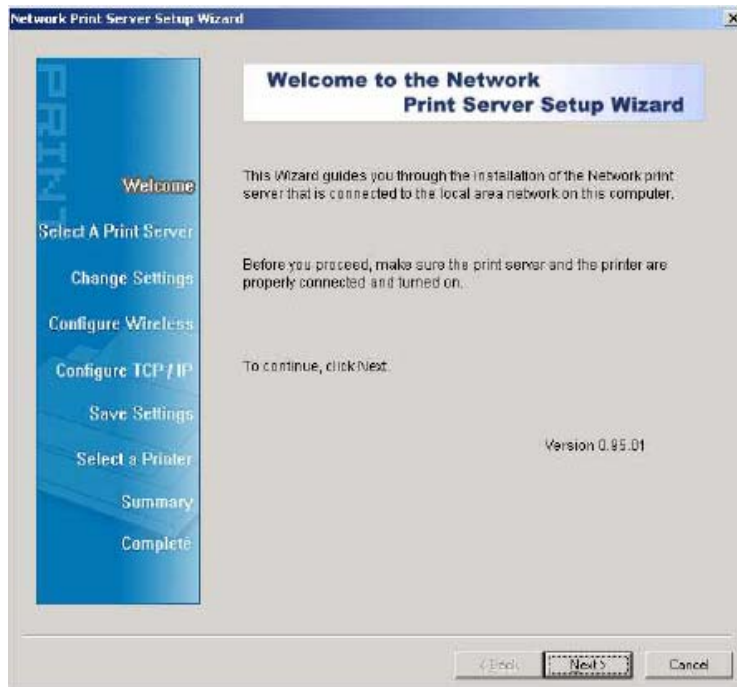 Network Print Server Setup Wizard
PRINT
Welcome to the Network
Print Server Setup Wizard
Welcome
Select A Print Server
Change Settings
Configure Wireless
Configure TCP / IP
Save Settings
Select a Printer
Summary
Complete
This Wizard guides you through the installation of the Network print
server that is connected to the local area network on this computer.
Before you proceed, make sure the print server and the printer are
properly connected and turned on.
To continue, click Next.
Version 0.95.01
< Back
Next >
Cancel